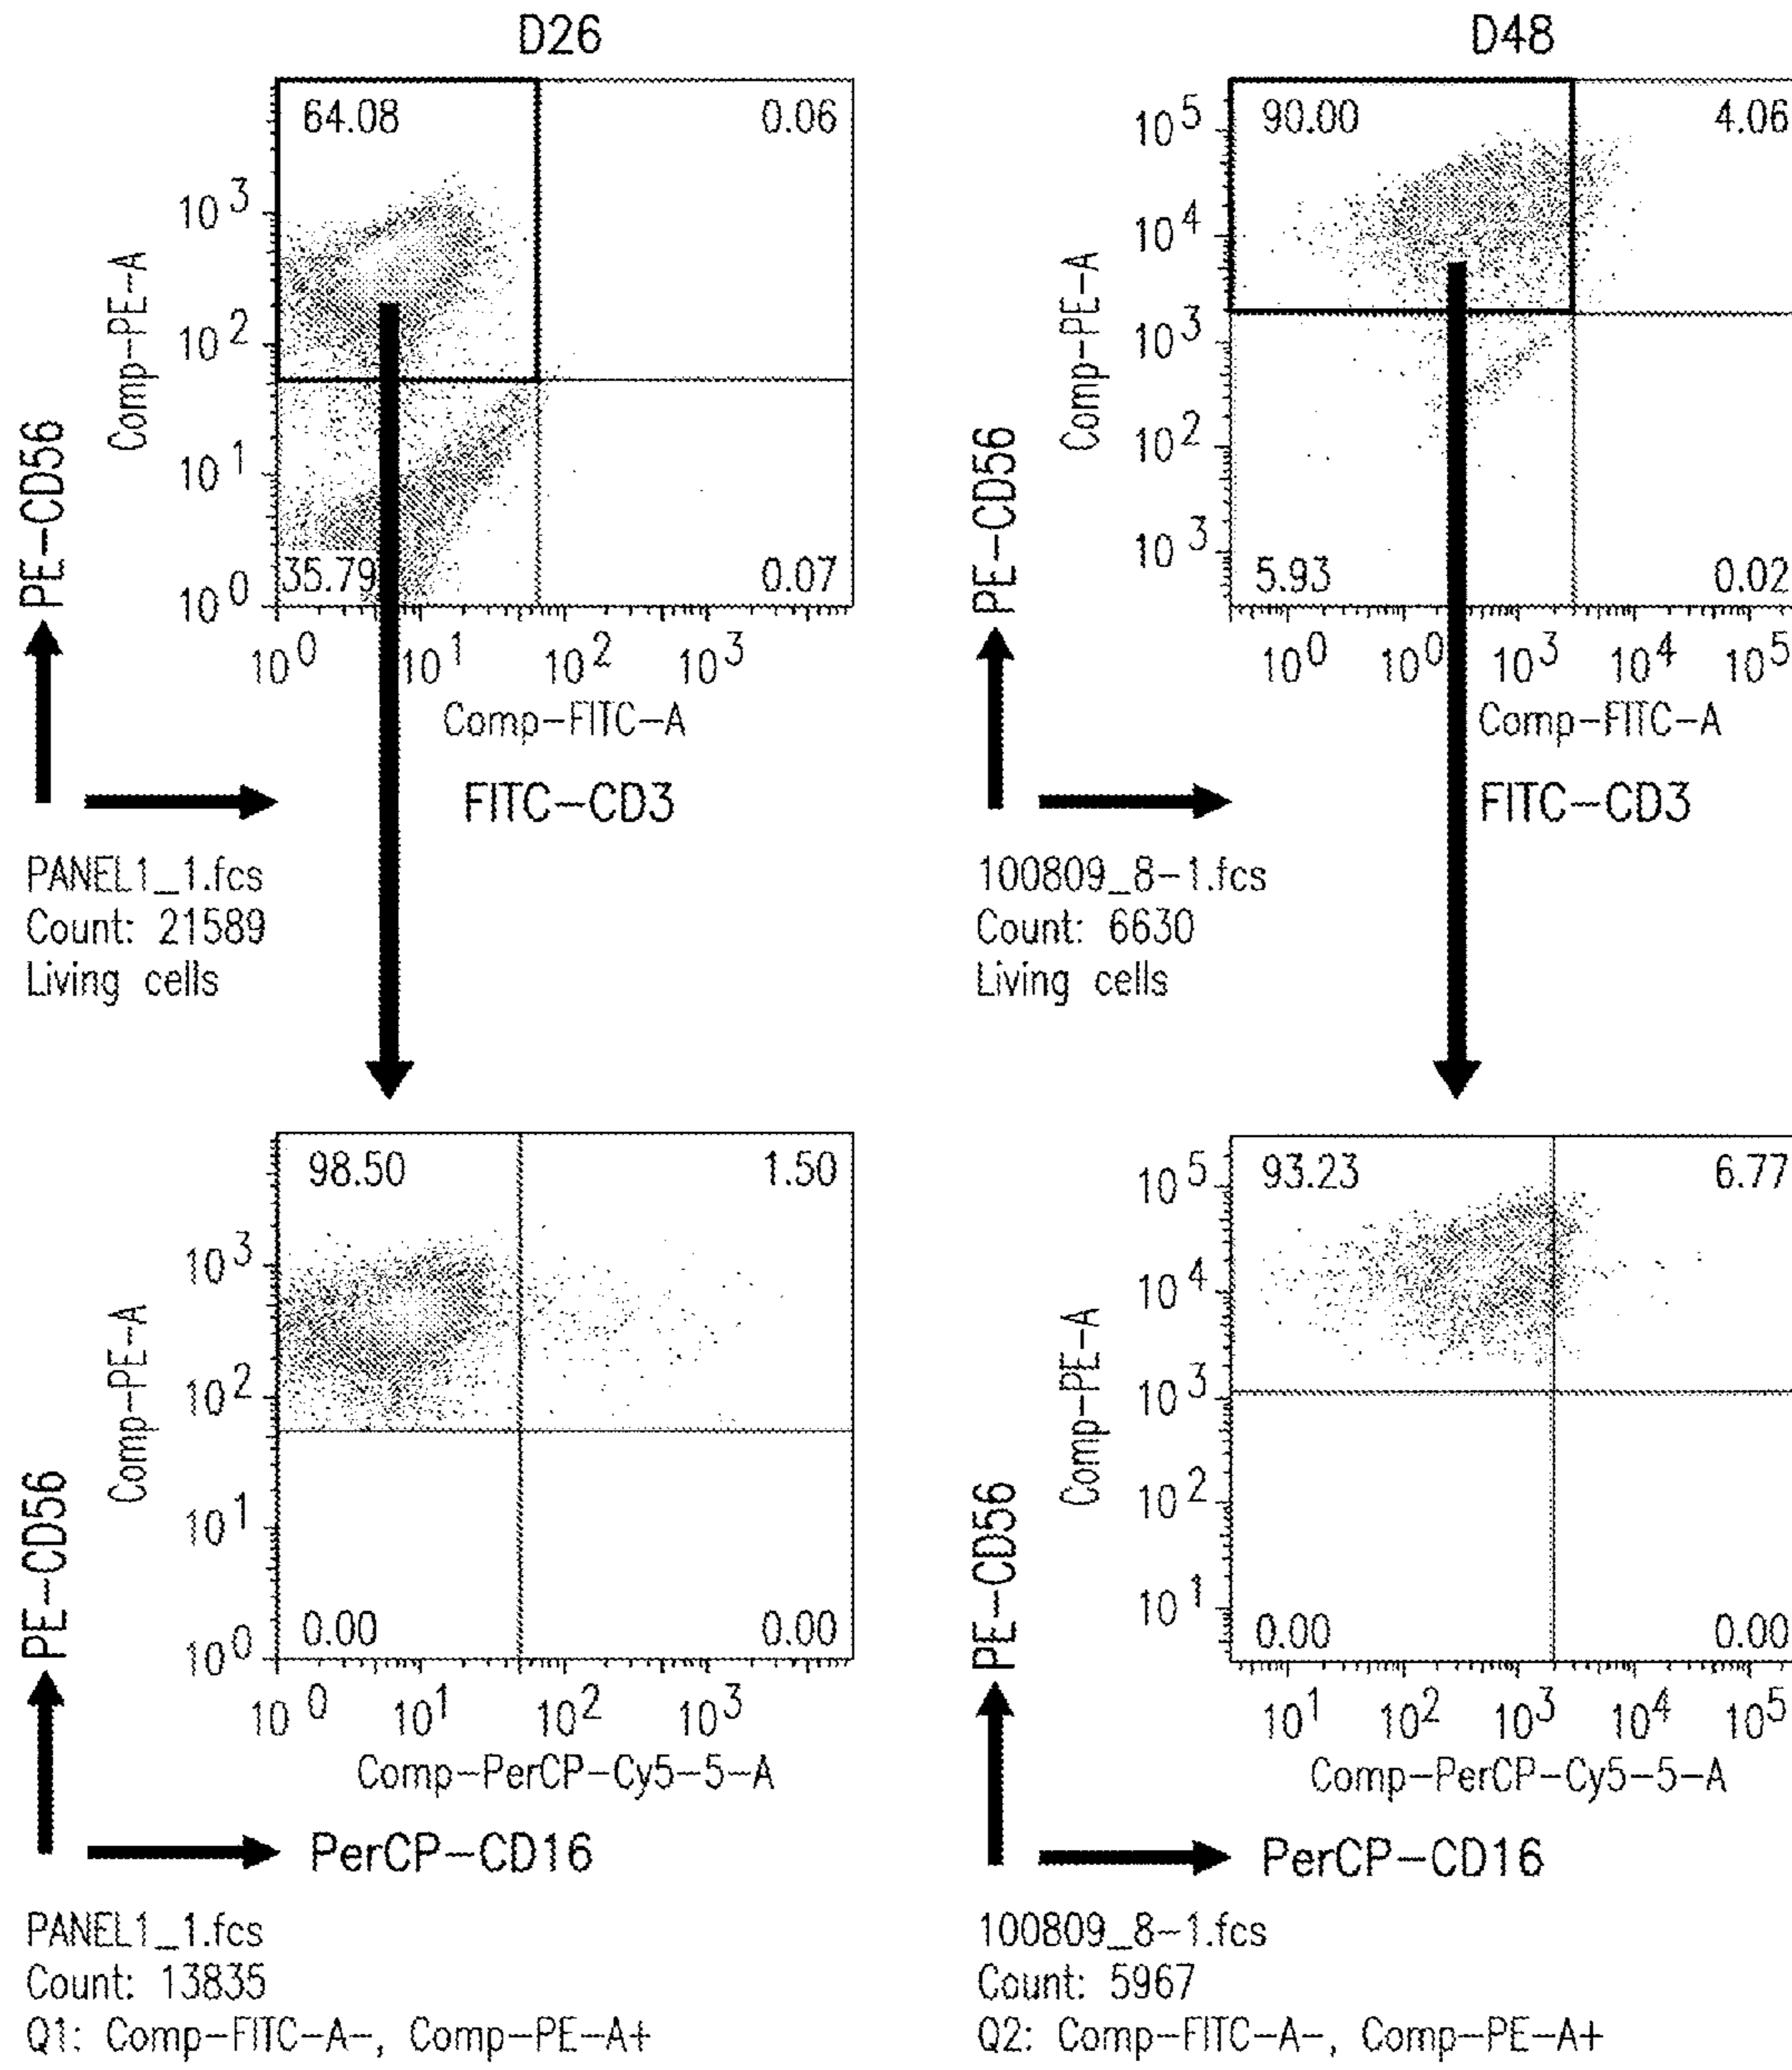 D26
64.08 0.06
10^3
10^2
10^1
10^0
35.79 0.07
10^0 10^1 10^2 10^3
Comp-PE-A
PE-CD56
Comp-FITC-A
FITC-CD3
PANEL1_1.fcs
Count: 21589
Living cells
D48
90.00 4.06
10^5
10^4
10^3
10^2
10^3
5.93 0.02
10^0 10^0 10^3 10^4 10^5
Comp-PE-A
PE-CD56
Comp-FITC-A
FITC-CD3
100809_8-1.fcs
Count: 6630
Living cells
98.50 1.50
10^3
10^2
10^1
10^0
0.00 0.00
10^0 10^1 10^2 10^3
Comp-PE-A
PE-CD56
Comp-PerCP-Cy5-5-A
PerCP-CD16
PANEL1_1.fcs
Count: 13835
Q1: Comp-FITC-A-, Comp-PE-A+
93.23 6.77
10^5
10^4
10^3
10^2
10^1
0.00 0.00
10^1 10^2 10^3 10^4 10^5
Comp-PE-A
PE-CD56
Comp-PerCP-Cy5-5-A
PerCP-CD16
100809_8-1.fcs
Count: 5967
Q2: Comp-FITC-A-, Comp-PE-A+